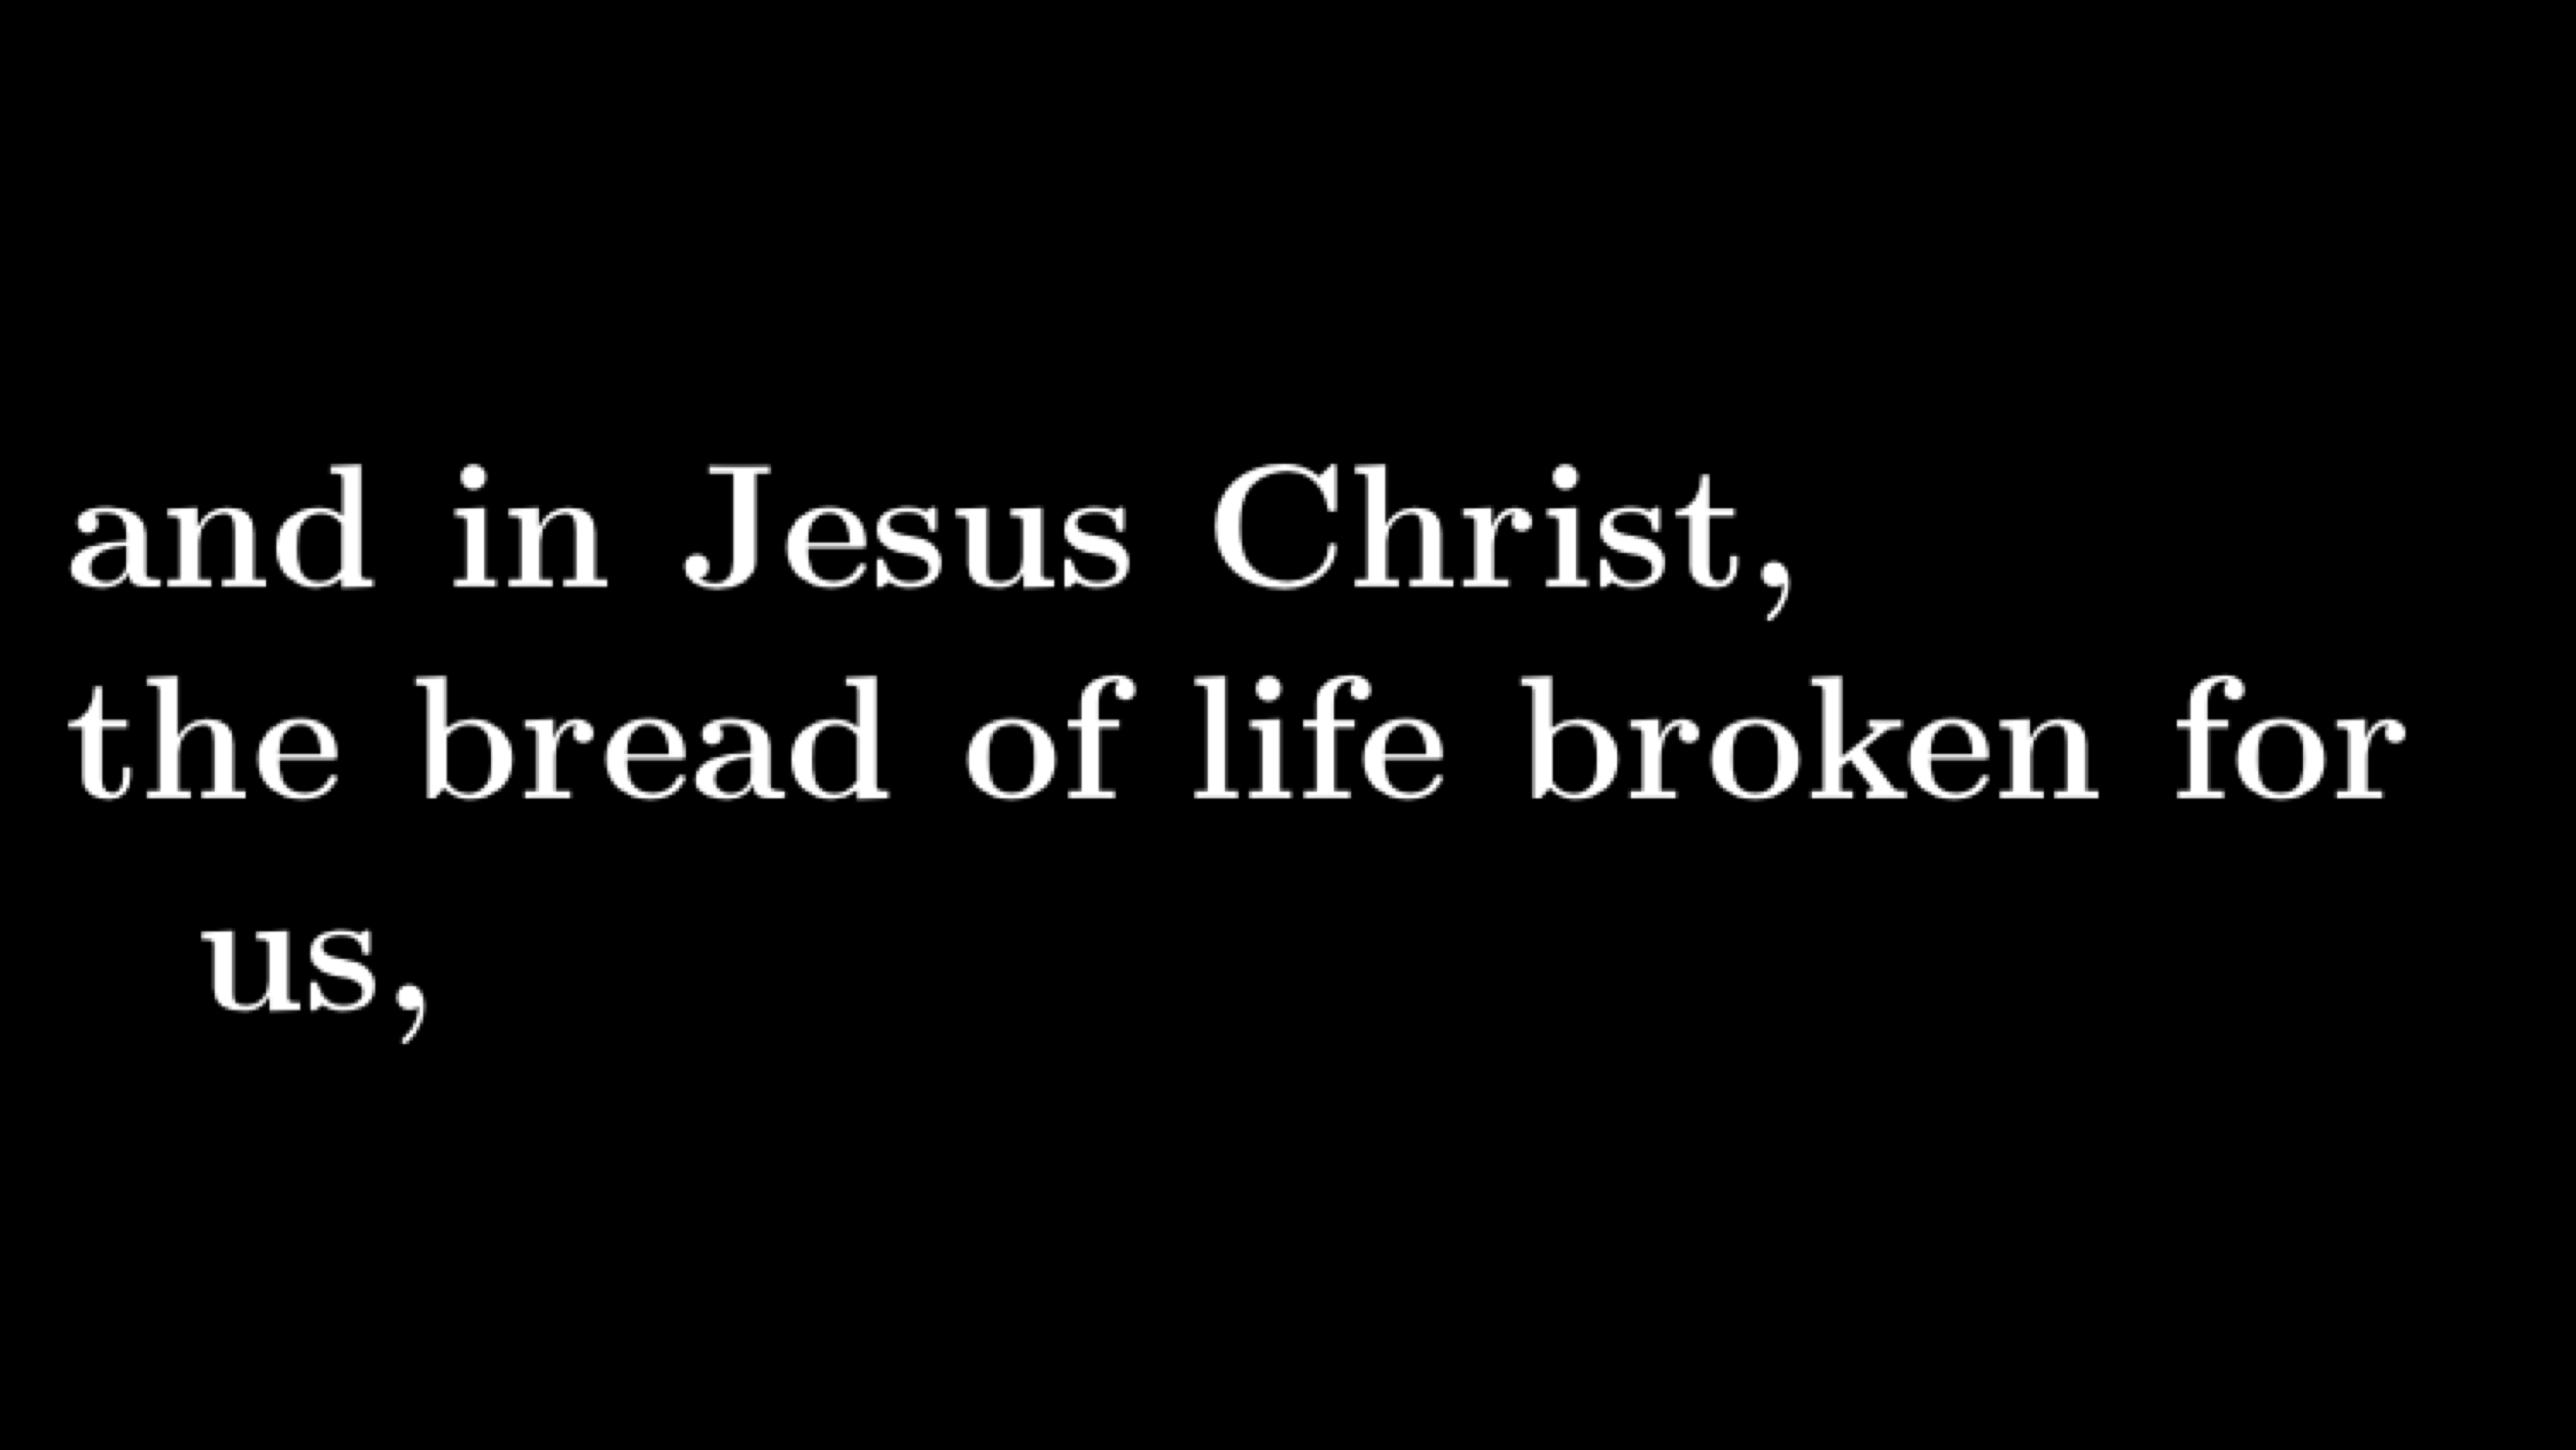 and in Jesus Christ,
the bread of life broken for
us,